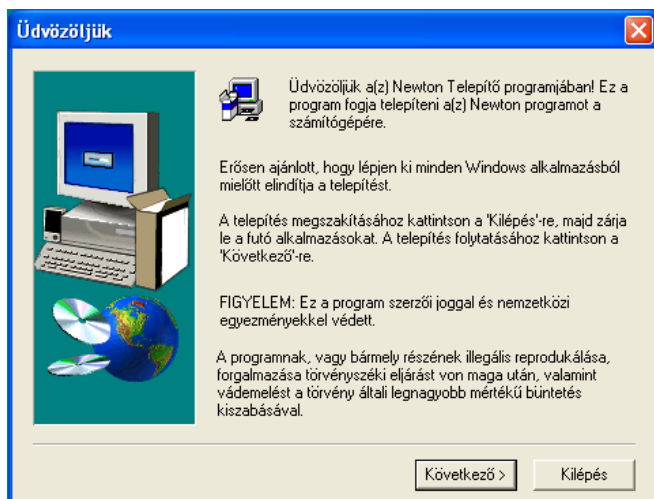 Üdvözöljük
Üdvözöljük a(z) Newton Telepítő programjában! Ez a
program fogja telepíteni a(z) Newton programot a
számítógépére.
Erősen ajánlott, hogy lépjen ki minden Windows alkalmazásból
mielőtt elindítja a telepítést.
A telepítés megszakításához kattintson a 'Kilépés'-re, majd zárja
le a futó alkalmazásokat. A telepítés folytatásához kattintson a
'Következő'-re.
FIGYELEM: Ez a program szerzői joggal és nemzetközi
egyezményekkel védett.
A programnak, vagy bármely részének illegális reprodukálása,
forgalmazása törvényszéki eljárást von maga után, valamint
vádemelést a törvény általi legnagyobb mértékű büntetés
kiszabásával.
Következő >
Kilépés